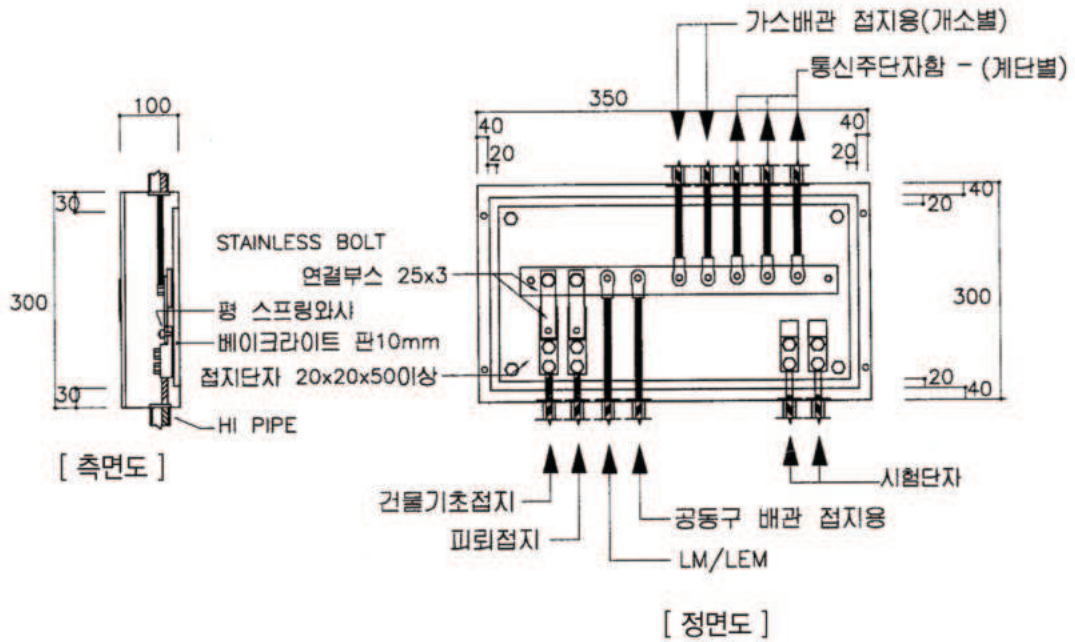 가스배관 접지용(개소별)
통신주단자함 - (계단별)
100
350
40
40
20
20
30
40
20
STAINLESS BOLT
연결부스 25x3
300
평 스프링와사
베이크라이트 판10mm
접지단자 20x20x50이상
300
30
20
40
HI PIPE
[ 측면도 ]
시험단자
건물기초접지
공동구 배관 접지용
피뢰접지
LM/LEM
[ 정면도 ]